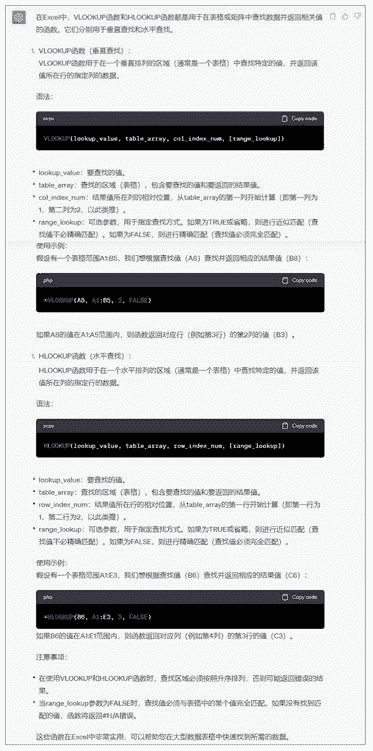 在Excel中，VLOOKUP函数和HLOOKUP函数都是用于在表格或矩阵中查找数据并返回相关值
的函数。它们分别用于垂直查找和水平查找。
1. VLOOKUP函数（垂直查找）：
VLOOKUP函数用于在一个垂直排列的区域（通常是一个表格）中查找特定的值，并返回该
值所在行的指定列的数据。
语法：
Copy code
VLOOKUP(lookup_value, table_array, col_index_num, [range_lookup])
• lookup_value：要查找的值。
• table_array：查找的区域（表格），包含要查找的值和要返回的结果值。
• col_index_num：结果值所在列的相对位置，从table_array的第一列开始计算（即第一列为
1，第二列为2，以此类推）。
• range_lookup：可选参数，用于指定查找方式。如果为TRUE或省略，则进行近似匹配（查
找值不必精确匹配）。如果为FALSE，则进行精确匹配（查找值必须完全匹配）。
使用示例：
假设有一个表格范围A1:B5，我们想根据查找值（A8）查找并返回相应的结果值（B8）：
php
Copy code
=VLOOKUP(A8, A1:B5, 2, FALSE)
如果A8的值在A1:A5范围内，则函数返回对应行（例如第3行）的第2列的值（B3）。
1. HLOOKUP函数（水平查找）：
HLOOKUP函数用于在一个水平排列的区域（通常是一个表格）中查找特定的值，并返回该
值所在列的指定行的数据。
语法：
Copy code
HLOOKUP(lookup_value, table_array, row_index_num, [range_lookup])
• lookup_value：要查找的值。
• table_array：查找的区域（表格），包含要查找的值和要返回的结果值。
• row_index_num：结果值所在行的相对位置，从table_array的第一行开始计算（即第一行为
1，第二行为2，以此类推）。
• range_lookup：可选参数，用于指定查找方式。如果为TRUE或省略，则进行近似匹配（查
找值不必精确匹配）。如果为FALSE，则进行精确匹配（查找值必须完全匹配）。
使用示例：
假设有一个表格范围A1:E3，我们想根据查找值（B6）查找并返回相应的结果值（C6）：
php
Copy code
=HLOOKUP(B6, A1:E3, 3, FALSE)
如果B6的值在A1:E1范围内，则函数返回对应列（例如第4列）的第3行的值（C3）。
注意事项：
• 在使用VLOOKUP和HLOOKUP函数时，查找区域必须按照升序排列，否则可能返回错误的结
果。
• 当range_lookup参数为FALSE时，查找值必须与表格中的某个值完全匹配。如果没有找到匹
配的值，函数将返回#N/A错误。
这些函数在Excel中非常实用，可以帮助您在大型数据表格中快速找到所需的数据。